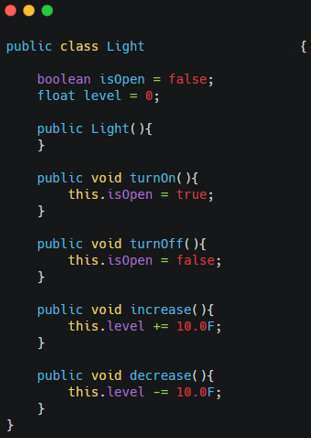 public class Light                    {
    boolean isOpen = false;
    float level = 0;

    public Light(){
    }

    public void turnOn(){
        this.isOpen = true;
    }

    public void turnOff(){
        this.isOpen = false;
    }

    public void increase(){
        this.level += 10.0F;
    }

    public void decrease(){
        this.level -= 10.0F;
    }
}